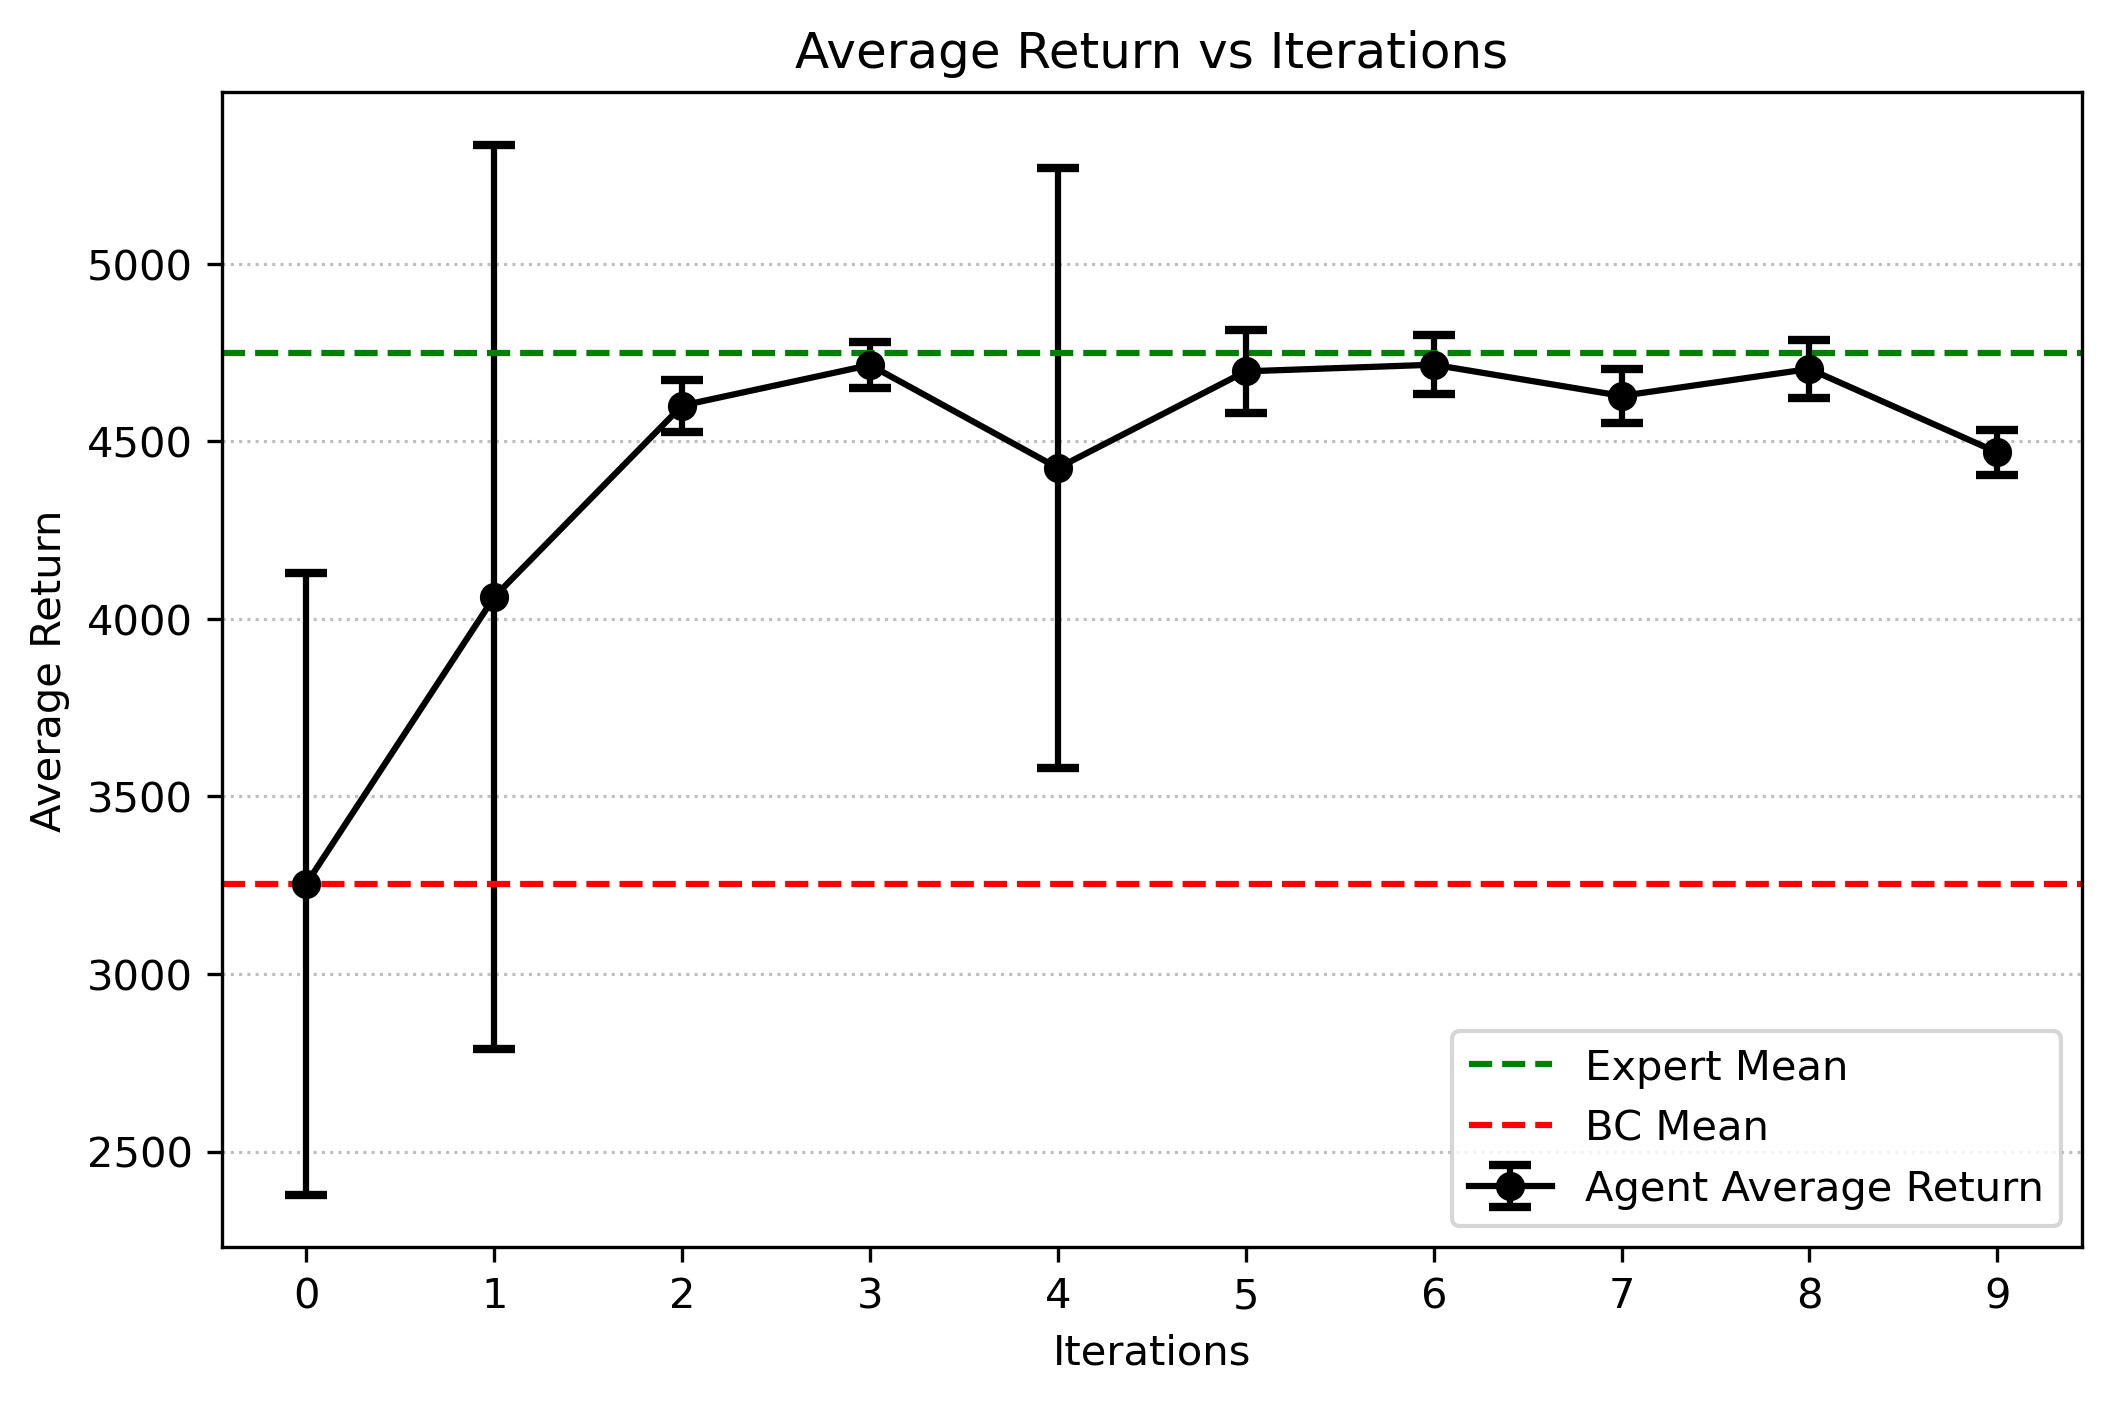 Average Return vs Iterations
Average Return
5000
4500
4000
3500
3000
2500
Expert Mean
BC Mean
Agent Average Return
0 1 2 3 4 5 6 7 8 9
Iterations